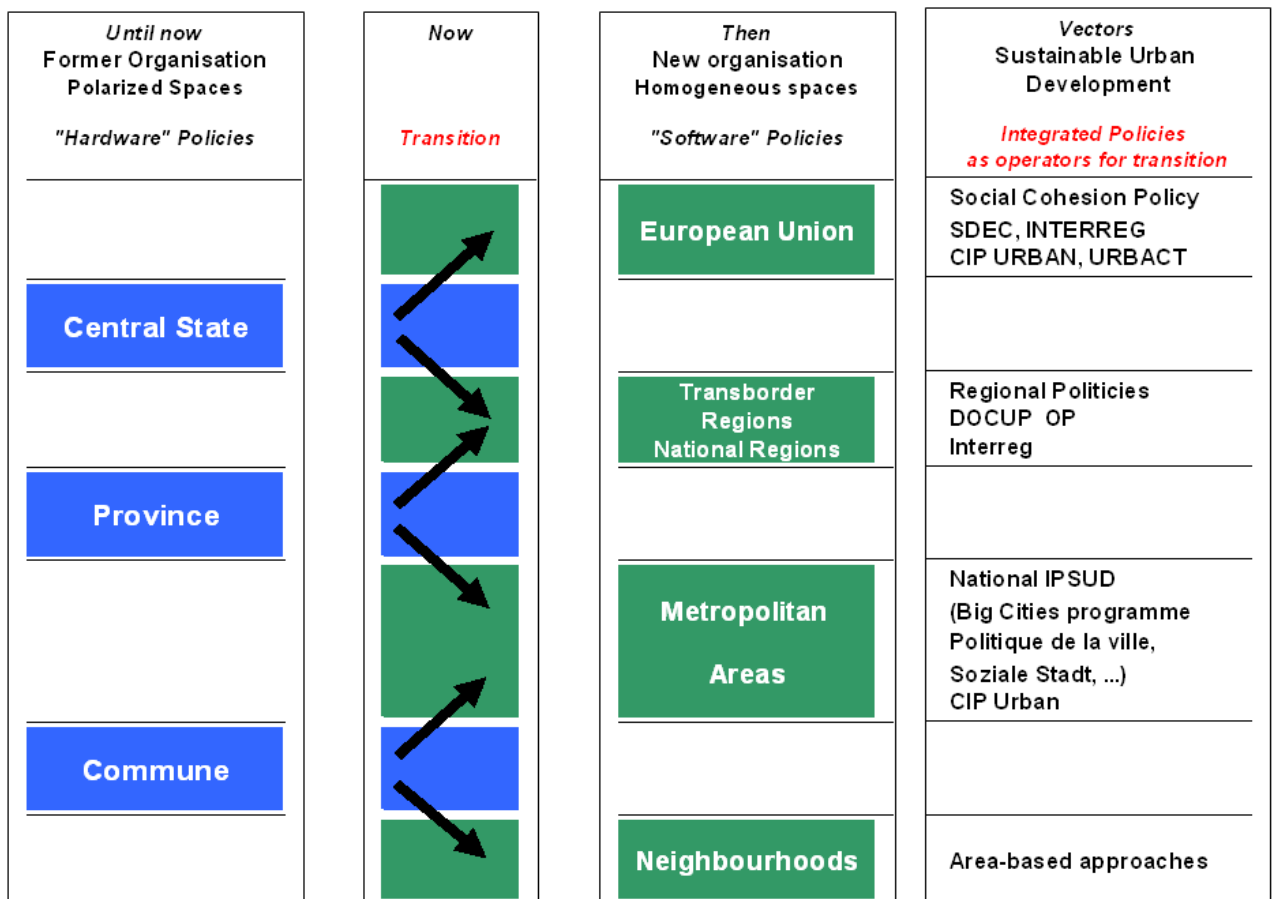 Until now
Former Organisation
Polarized Spaces
"Hardware" Policies
Central State
Province
Commune
Now
Transition
Then
New organisation
Homogeneous spaces
"Software" Policies
European Union
Transborder
Regions
National Regions
Metropolitan
Areas
Neighbourhoods
Vectors
Sustainable Urban
Development
Integrated Policies
as operators for transition
Social Cohesion Policy
SDEC, INTERREG
CIP URBAN, URBACT
Regional Politicies
DOCUP OP
Interreg
National IPSUD
(Big Cities programme
Politique de la ville,
Soziale Stadt, ...)
CIP Urban
Area-based approaches